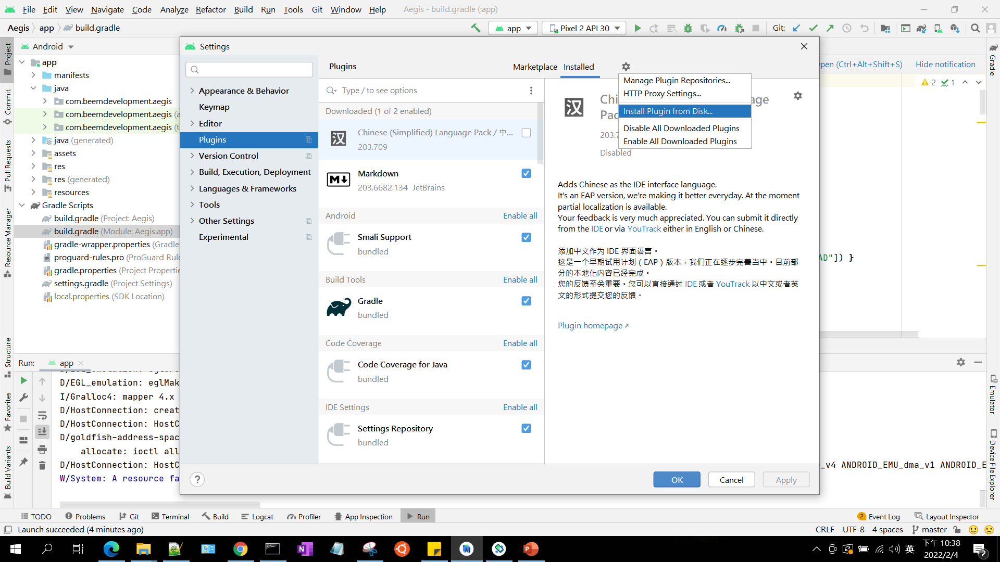 File Edit View Navigate Code Analyze Refactor Build Run Tools Git Window Help Aegis - build.gradle (:app)
Aegis app build.gradle
app Pixel 2 API 30 Git:
Project
Commit
Pull Requests
Resource Manager
Structure
Favorites
Build Variants
Android
app
manifests
java
com.beemdevelopment.aegis
com.beemdevelopment.aegis (a
com.beemdevelopment.aegis (t
java (generated)
assets
res
res (generated)
resources
Gradle Scripts
build.gradle (Project: Aegis)
build.gradle (Module: Aegis.app)
gradle-wrapper.properties (Gradle
proguard-rules.pro (ProGuard Rule
gradle.properties (Project Propertie
settings.gradle (Project Settings)
local.properties (SDK Location)
Settings
Appearance & Behavior
Keymap
Editor
Plugins
Version Control
Build, Execution, Deployment
Languages & Frameworks
Tools
Other Settings
Experimental
Plugins Marketplace Installed
Type / to see options
Downloaded (1 of 2 enabled)
汉
Chinese (Simplified) Language Pack / 中...
203.709
Markdown
203.6682.134 JetBrains
Android Enable all
Smali Support
bundled
Build Tools Enable all
Gradle
bundled
Code Coverage Enable all
Code Coverage for Java
bundled
IDE Settings Enable all
Settings Repository
bundled
Manage Plugin Repositories...
HTTP Proxy Settings...
Install Plugin from Disk...
Disable All Downloaded Plugins
Enable All Downloaded Plugins
汉
Chi
age
Pac
203.7
Disabled
Adds Chinese as the IDE interface language.
It's an EAP version, we're making it better everyday. At the moment
partial localization is available.
Your feedback is very much appreciated. You can submit it directly
from the IDE or via YouTrack either in English or Chinese.
添加中文作为 IDE 界面语言。
这是一个早期试用计划（EAP）版本，我们正在逐步完善当中。目前部
分的本地化内容已经完成。
您的反馈至关重要。您可以直接通过 IDE 或者 YouTrack 以中文或者英
文的形式提交您的反馈。
Plugin homepage
OK Cancel Apply
pen (Ctrl+Alt+Shift+S) Hide notification
2 1
AD"]) }
Gradle
Emulator
Device File Explorer
Run: app
D/EGL_emulation: eglMak
I/Gralloc4: mapper 4.x
D/HostConnection: creat
D/HostConnection: HostC
D/goldfish-address-spac
allocate: ioctl all
D/HostConnection: HostC
_v4 ANDROID_EMU_dma_v1 ANDROID_E
W/System: A resource fa
TODO Problems Git Terminal Build Logcat Profiler App Inspection Run 2 Event Log Layout Inspector
Launch succeeded (4 minutes ago) CRLF UTF-8 4 spaces master
英
下午 10:38
2022/2/4
2